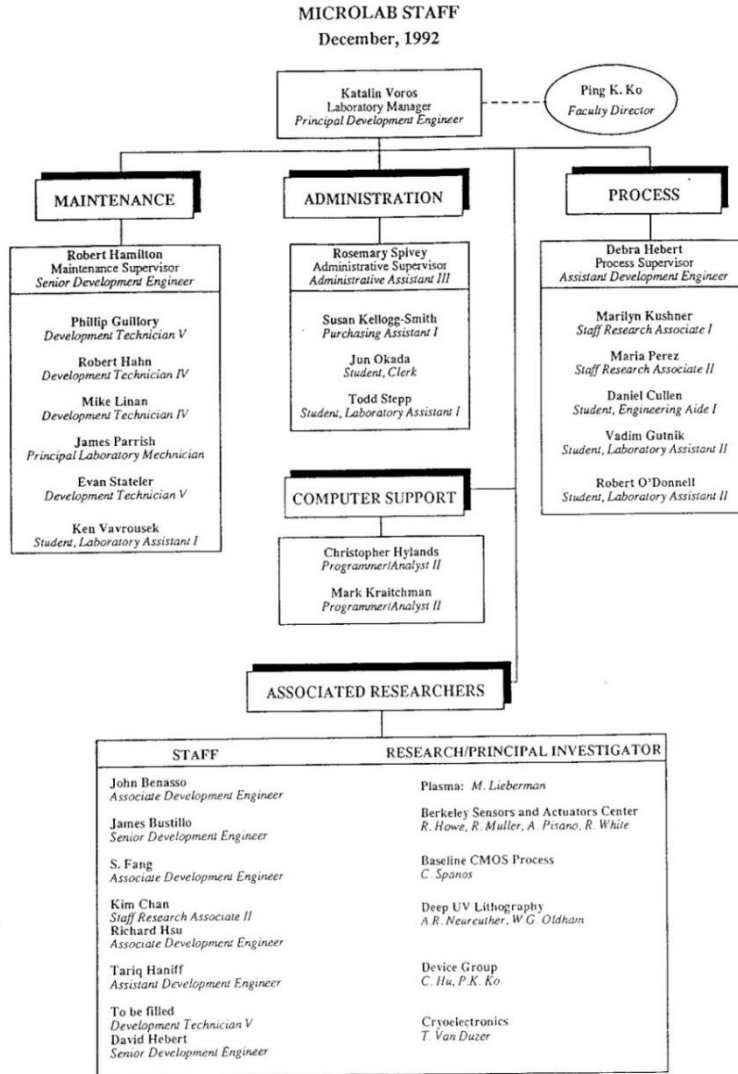 MICROLAB STAFF
December, 1992
Katalin Voros
Laboratory Manager
Principal Development Engineer
Ping K. Ko
Faculty Director
MAINTENANCE
Robert Hamilton
Maintenance Supervisor
Senior Development Engineer
Phillip Guillory
Development Technician V
Robert Hahn
Development Technician IV
Mike Linan
Development Technician IV
James Parrish
Principal Laboratory Mechnician
Evan Stateler
Development Technician V
Ken Vavrousek
Student, Laboratory Assistant I
ADMINISTRATION
Rosemary Spivey
Administrative Supervisor
Administrative Assistant III
Susan Kellogg-Smith
Purchasing Assistant I
Jun Okada
Student, Clerk
Todd Stepp
Student, Laboratory Assistant I
PROCESS
Debra Hebert
Process Supervisor
Assistant Development Engineer
Marilyn Kushner
Staff Research Associate I
Maria Perez
Staff Research Associate II
Daniel Cullen
Student, Engineering Aide I
Vadim Gutnik
Student, Laboratory Assistant II
Robert O'Donnell
Student, Laboratory Assistant II
COMPUTER SUPPORT
Christopher Hylands
Programmer/Analyst II
Mark Kraitchman
Programmer/Analyst II
ASSOCIATED RESEARCHERS
STAFF
John Benasso
Associate Development Engineer
James Bustillo
Senior Development Engineer
S. Fang
Associate Development Engineer
Kim Chan
Staff Research Associate II
Richard Hsu
Associate Development Engineer
Tariq Haniff
Assistant Development Engineer
To be filled
Development Technician V
David Hebert
Senior Development Engineer
RESEARCH/PRINCIPAL INVESTIGATOR
Plasma: M. Lieberman
Berkeley Sensors and Actuators Center
R. Howe, R. Muller, A. Pisano, R. White
Baseline CMOS Process
C. Spanos
Deep UV Lithography
A.R. Neureuther, W.G. Oldham
Device Group
C. Hu, P.K. Ko
Cryoelectronics
T. Van Duzer